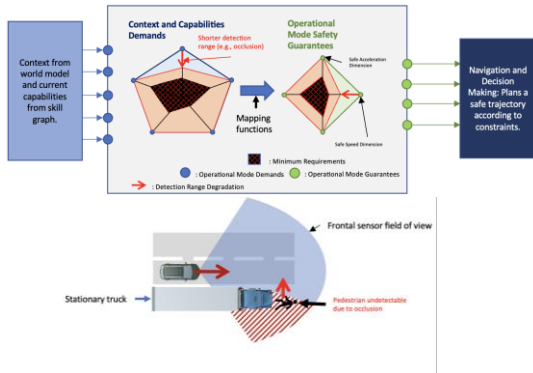 Context from
world model
and current
capabilities
from skill
graph.
Context and Capabilities
Demands
Shorter detection
range (e.g., occlusion)
Mapping
functions
Operational
Mode Safety
Guarantees
Safe Acceleration
Dimension
Safe Speed Dimension
: Minimum Requirements
: Operational Mode Demands
: Operational Mode Guarantees
: Detection Range Degradation
Navigation and
Decision
Making: Plans a
safe trajectory
according to
constraints.
Frontal sensor field of view
Stationary truck
Pedestrian undetectable
due to occlusion